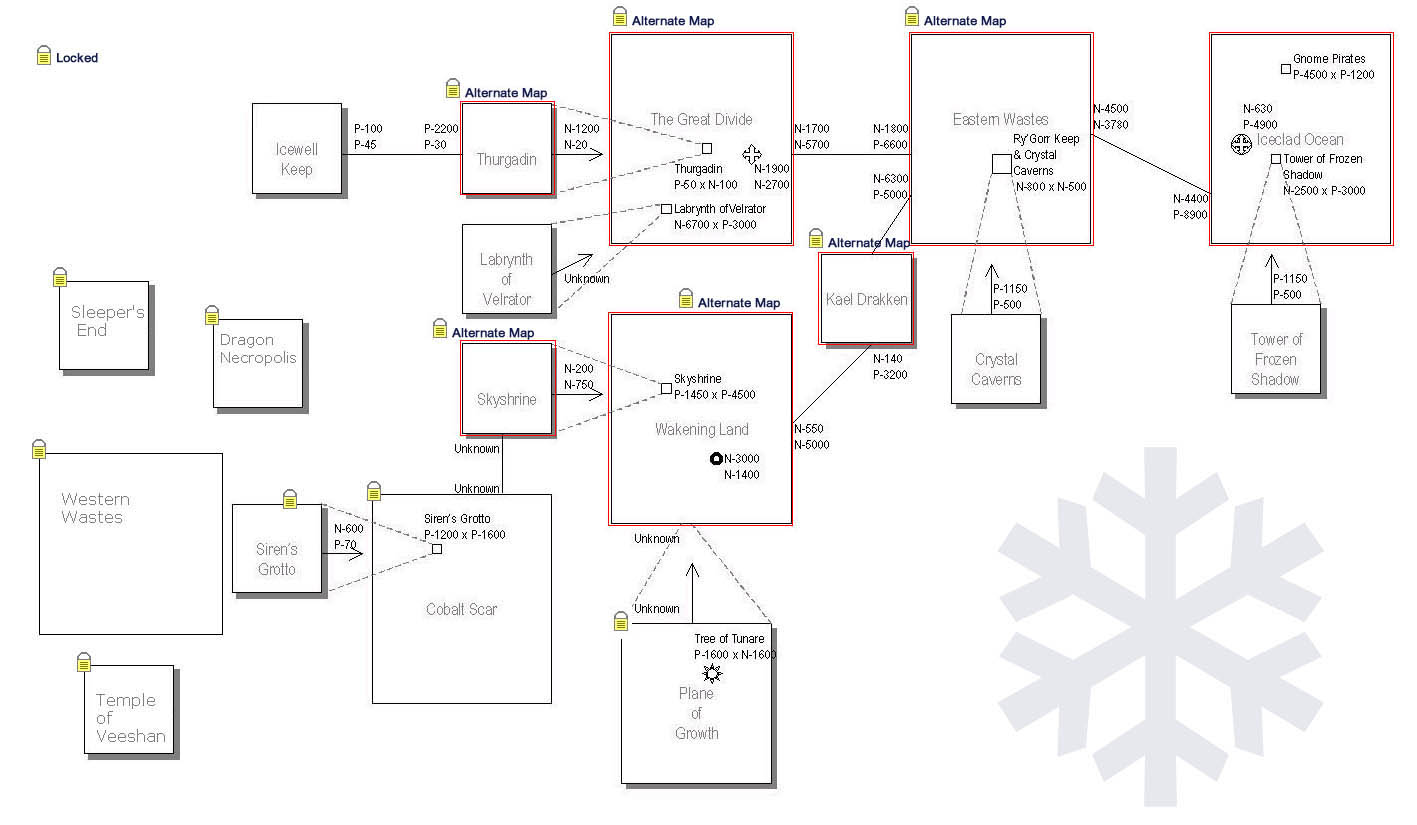 Locked
Alternate Map
Alternate Map
Alternate Map
Icewell
Keep
P-100
P-45
P-2200
P-30
Thurgadin
N-1200
N-20
The Great Divide
Thurgadin
P-50 x N-100
N-1900
N-2700
Labrynth of Velrator
N-6700 x P-3000
N-1700
N-5700
N-1800
P-6600
Eastern Wastes
Ry'Gorr Keep
& Crystal
Caverns
N-800 x N-500
N-6300
P-5000
N-4500
N-3780
N-4400
P-8900
Gnome Pirates
P-4500 x P-1200
N-630
P-4900
Iceclad Ocean
Tower of Frozen
Shadow
N-2500 x P-3000
Labrynth
of
Velrator
Unknown
Alternate Map
Kael Drakken
N-140
P-3200
P-1150
P-500
Crystal
Caverns
P-1150
P-500
Tower of
Frozen
Shadow
Sleeper's
End
Dragon
Necropolis
Alternate Map
Skyshrine
N-200
N-750
Alternate Map
Skyshrine
P-1450 x P-4500
Wakening Land
N-3000
N-1400
N-550
N-5000
Unknown
Unknown
Western
Wastes
Siren's
Grotto
N-600
P-70
Siren's Grotto
P-1200 x P-1600
Cobalt Scar
Unknown
Unknown
Tree of Tunare
P-1600 x N-1600
Plane
of
Growth
Temple
of
Veeshan